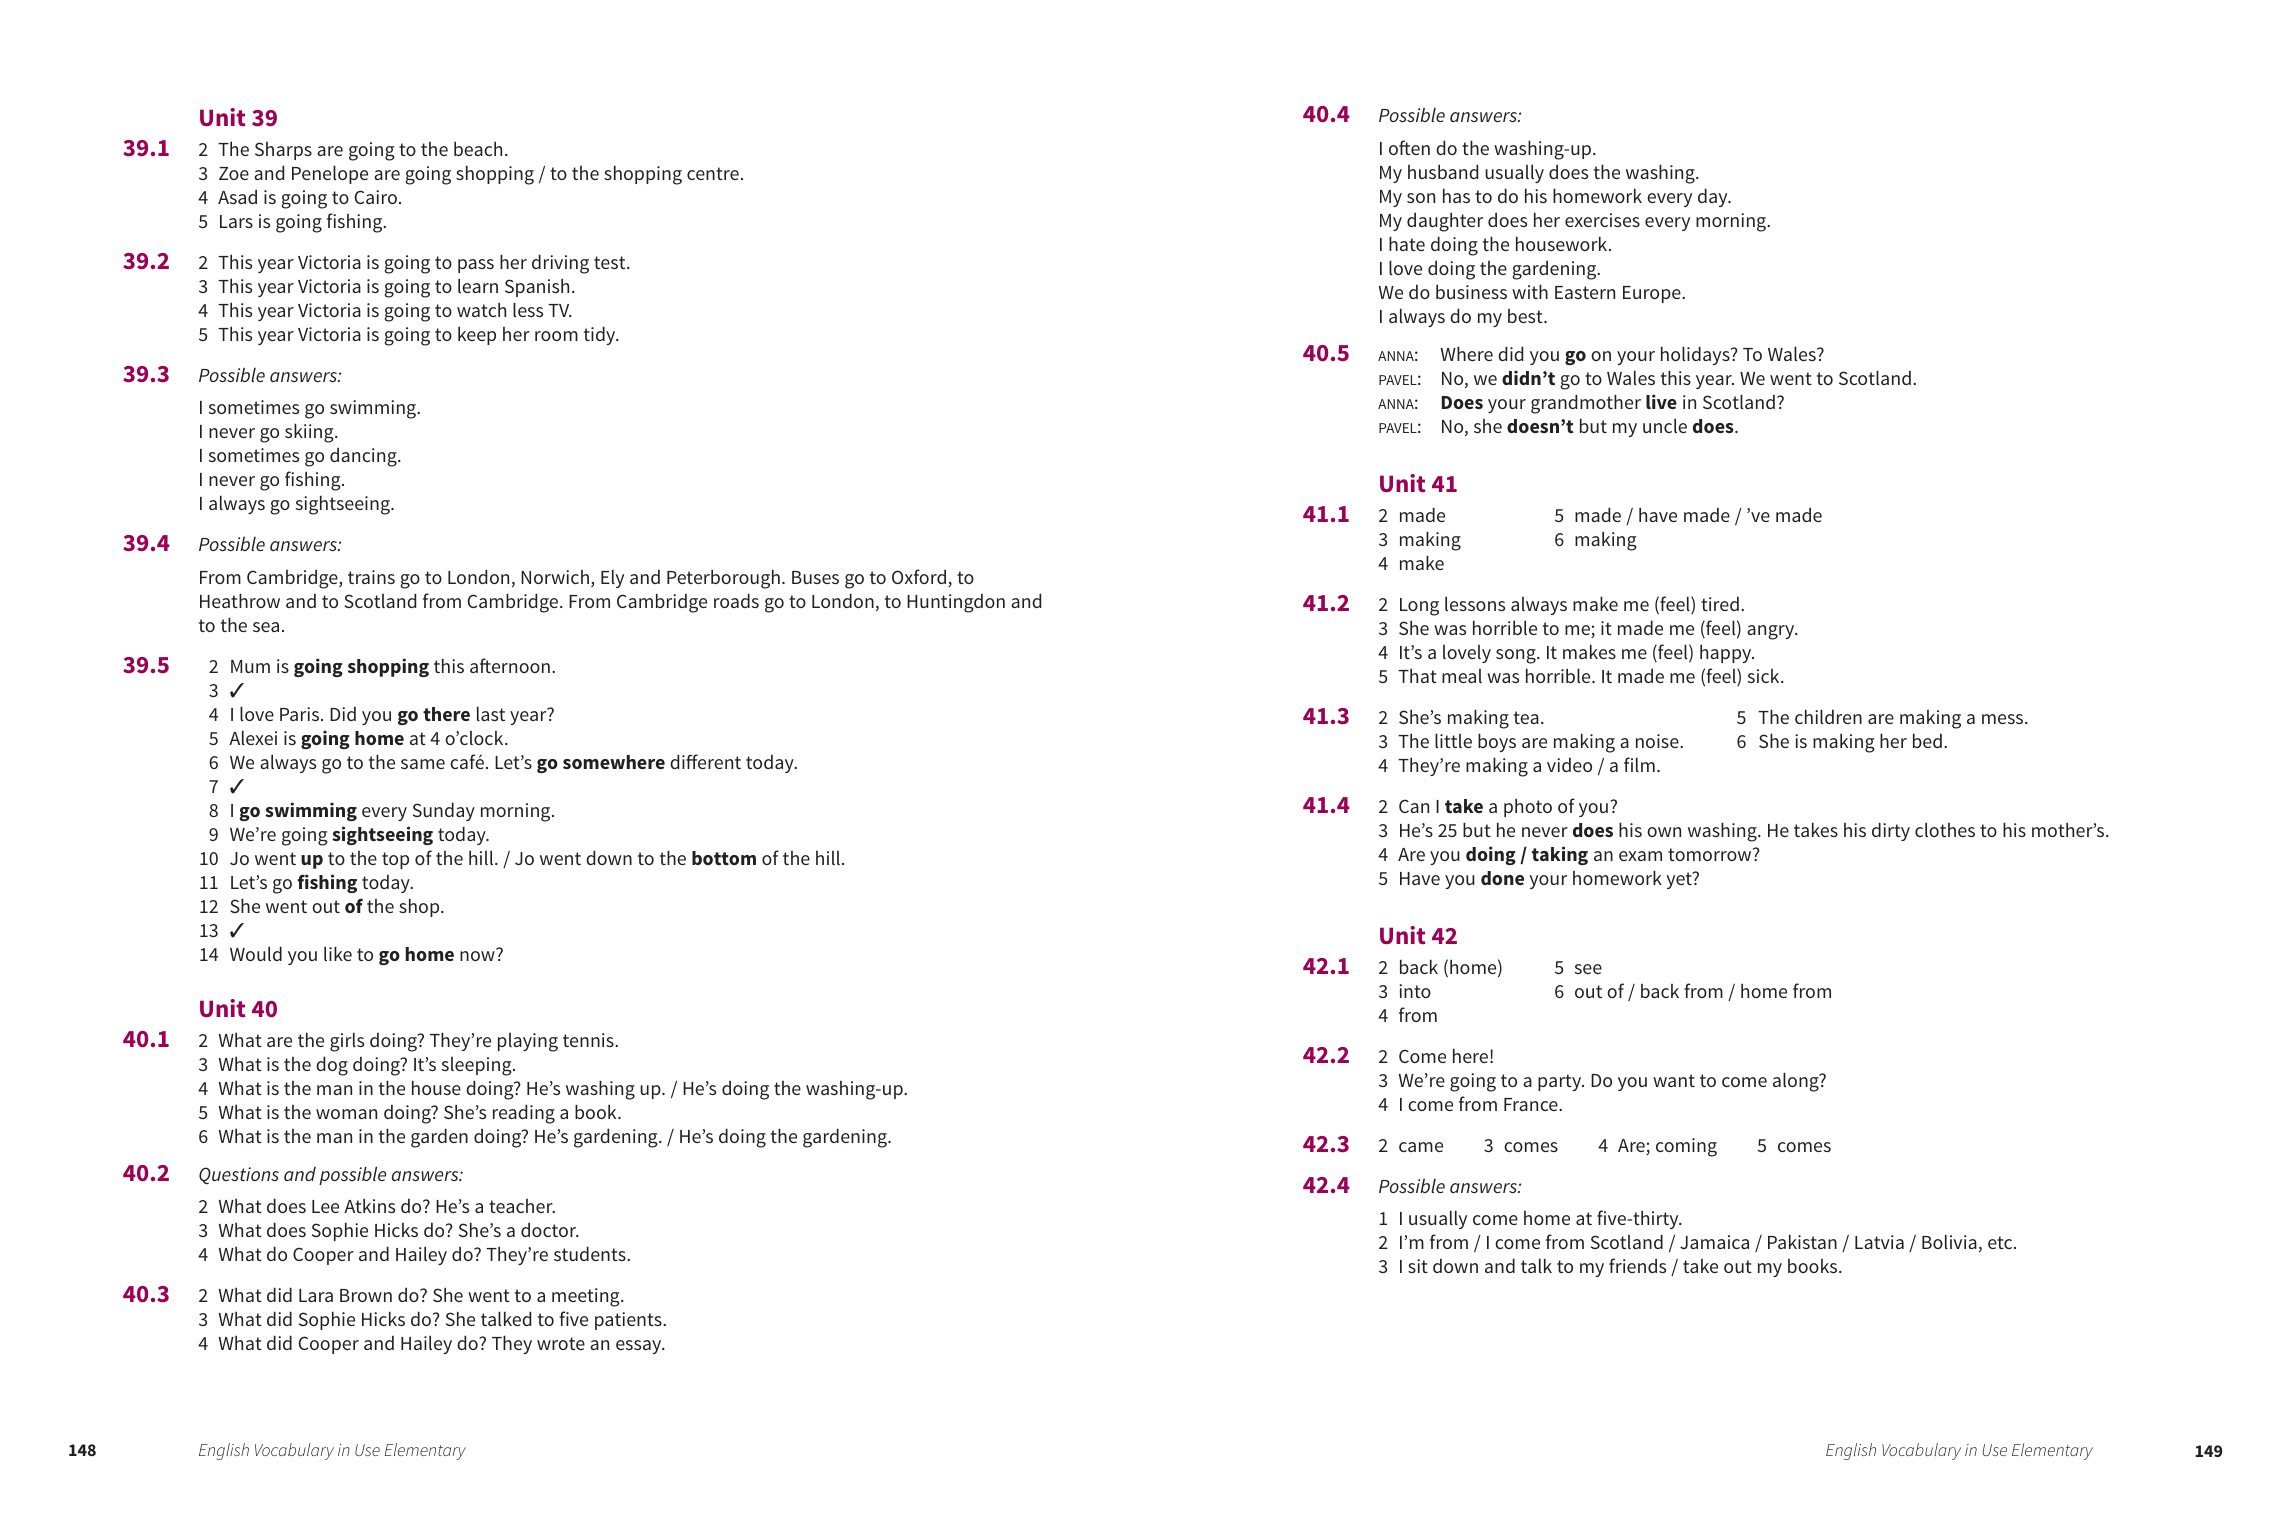 Unit 39
39.1 2 The Sharps are going to the beach.
3 Zoe and Penelope are going shopping / to the shopping centre.
4 Asad is going to Cairo.
5 Lars is going fishing.
39.2 2 This year Victoria is going to pass her driving test.
3 This year Victoria is going to learn Spanish.
4 This year Victoria is going to watch less TV.
5 This year Victoria is going to keep her room tidy.
39.3 Possible answers:
I sometimes go swimming.
I never go skiing.
I sometimes go dancing.
I never go fishing.
I always go sightseeing.
39.4 Possible answers:
From Cambridge, trains go to London, Norwich, Ely and Peterborough. Buses go to Oxford, to
Heathrow and to Scotland from Cambridge. From Cambridge roads go to London, to Huntingdon and
to the sea.
39.5 2 Mum is going shopping this afternoon.
3 ✓
4 I love Paris. Did you go there last year?
5 Alexei is going home at 4 o’clock.
6 We always go to the same café. Let’s go somewhere different today.
7 ✓
8 I go swimming every Sunday morning.
9 We’re going sightseeing today.
10 Jo went up to the top of the hill. / Jo went down to the bottom of the hill.
11 Let’s go fishing today.
12 She went out of the shop.
13 ✓
14 Would you like to go home now?
Unit 40
40.1 2 What are the girls doing? They’re playing tennis.
3 What is the dog doing? It’s sleeping.
4 What is the man in the house doing? He’s washing up. / He’s doing the washing-up.
5 What is the woman doing? She’s reading a book.
6 What is the man in the garden doing? He’s gardening. / He’s doing the gardening.
40.2 Questions and possible answers:
2 What does Lee Atkins do? He’s a teacher.
3 What does Sophie Hicks do? She’s a doctor.
4 What do Cooper and Hailey do? They’re students.
40.3 2 What did Lara Brown do? She went to a meeting.
3 What did Sophie Hicks do? She talked to five patients.
4 What did Cooper and Hailey do? They wrote an essay.
148 English Vocabulary in Use Elementary
40.4 Possible answers:
I often do the washing-up.
My husband usually does the washing.
My son has to do his homework every day.
My daughter does her exercises every morning.
I hate doing the housework.
I love doing the gardening.
We do business with Eastern Europe.
I always do my best.
40.5 ANNA: Where did you go on your holidays? To Wales?
PAVEL: No, we didn’t go to Wales this year. We went to Scotland.
ANNA: Does your grandmother live in Scotland?
PAVEL: No, she doesn’t but my uncle does.
Unit 41
41.1 2 made 5 made / have made / ’ve made
3 making 6 making
4 make
41.2 2 Long lessons always make me (feel) tired.
3 She was horrible to me; it made me (feel) angry.
4 It’s a lovely song. It makes me (feel) happy.
5 That meal was horrible. It made me (feel) sick.
41.3 2 She’s making tea. 5 The children are making a mess.
3 The little boys are making a noise. 6 She is making her bed.
4 They’re making a video / a film.
41.4 2 Can I take a photo of you?
3 He’s 25 but he never does his own washing. He takes his dirty clothes to his mother’s.
4 Are you doing / taking an exam tomorrow?
5 Have you done your homework yet?
Unit 42
42.1 2 back (home) 5 see
3 into 6 out of / back from / home from
4 from
42.2 2 Come here!
3 We’re going to a party. Do you want to come along?
4 I come from France.
42.3 2 came 3 comes 4 Are; coming 5 comes
42.4 Possible answers:
1 I usually come home at five-thirty.
2 I’m from / I come from Scotland / Jamaica / Pakistan / Latvia / Bolivia, etc.
3 I sit down and talk to my friends / take out my books.
English Vocabulary in Use Elementary 149